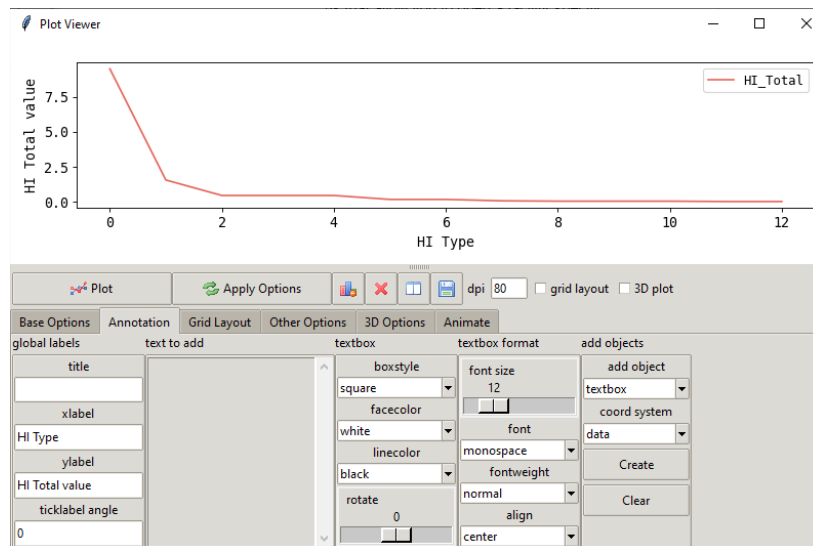 Plot Viewer
HI_Total
HI Total value
7.5
5.0
2.5
0.0
0 2 4 6 8 10 12
HI Type
Plot Apply Options dpi 80 grid layout 3D plot
Base Options Annotation Grid Layout Other Options 3D Options Animate
global labels text to add textbox textbox format add objects
title
xlabel
HI Type
ylabel
HI Total value
ticklabel angle
0
boxstyle
square
facecolor
white
linecolor
black
rotate
0
font size
12
font
monospace
fontweight
normal
align
center
add object
textbox
coord system
data
Create
Clear